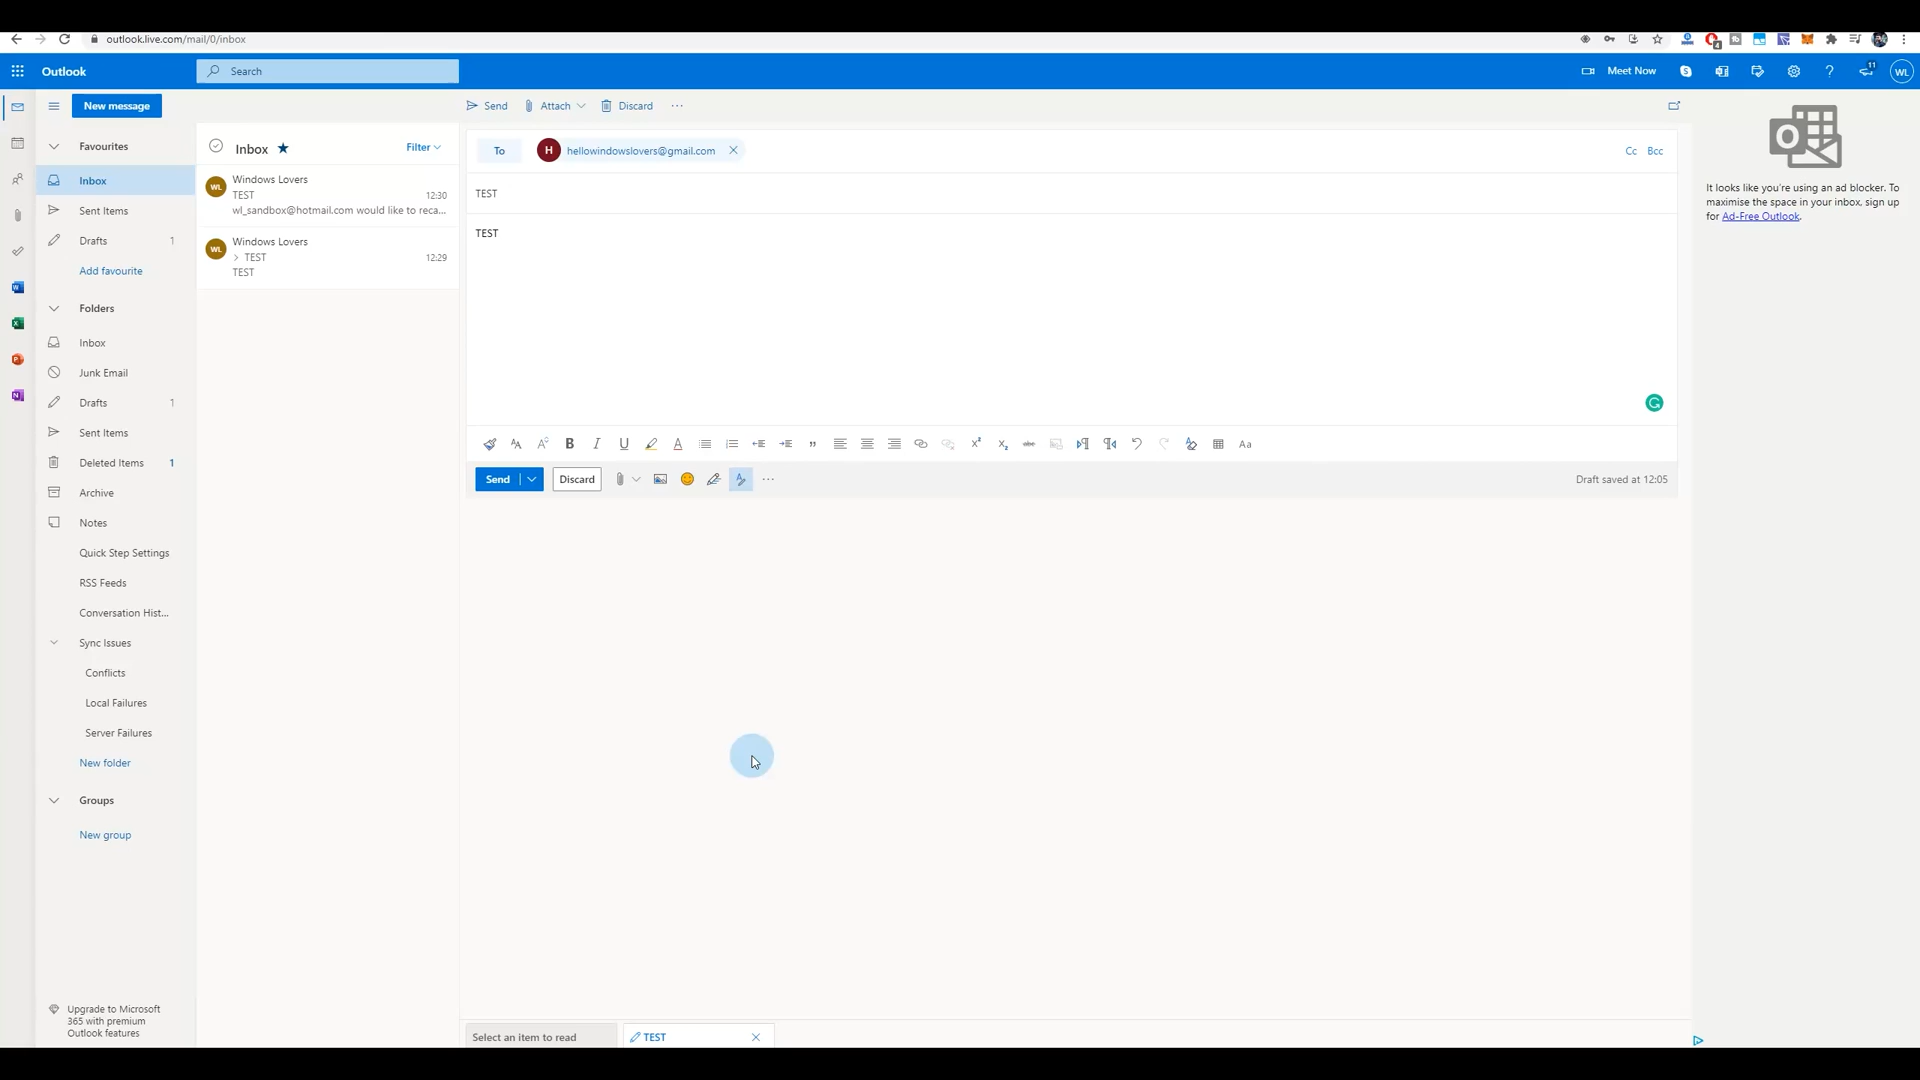 outlook.live.com/mail/0/inbox
Outlook
Search
Meet Now
11
WL
New message
Send
Attach
Discard
Favourites
Inbox
Sent Items
Drafts 1
Add favourite
Folders
Inbox
Junk Email
Drafts 1
Sent Items
Deleted Items 1
Archive
Notes
Quick Step Settings
RSS Feeds
Conversation Hist...
Sync Issues
Conflicts
Local Failures
Server Failures
New folder
Groups
New group
Upgrade to Microsoft
365 with premium
Outlook features
Inbox
Filter
WL
Windows Lovers
TEST 12:30
wl_sandbox@hotmail.com would like to reca...
WL
Windows Lovers
> TEST 12:29
TEST
To
H
hellowindowslovers@gmail.com
Cc Bcc
TEST
TEST
Send
Discard
Draft saved at 12:05
Select an item to read
TEST
It looks like you're using an ad blocker. To
maximise the space in your inbox, sign up
for Ad-Free Outlook.